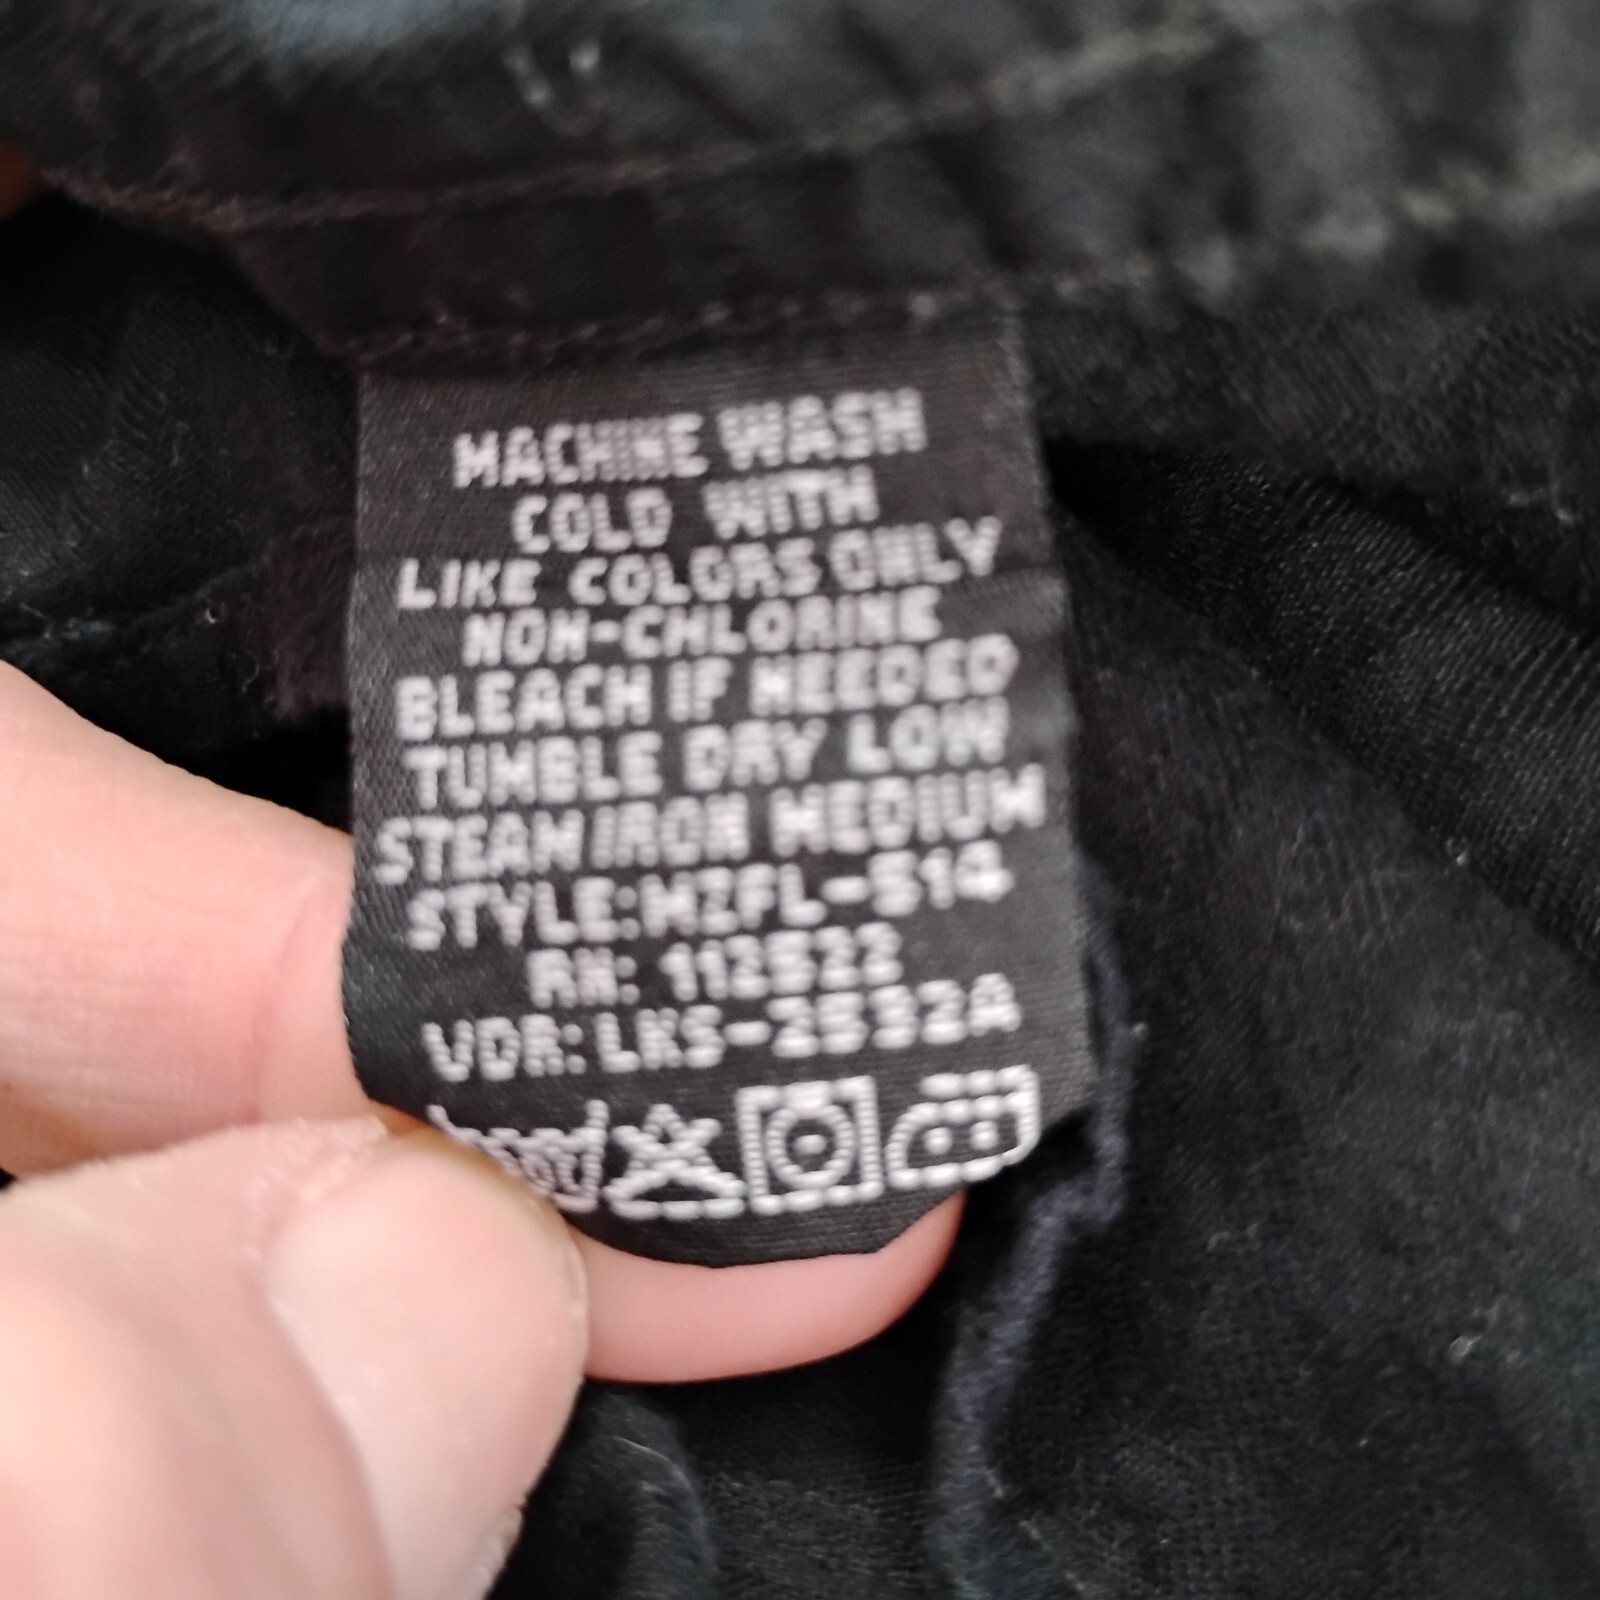 MACHINE WASH
COLD WITH
LIKE COLORS ONLY
NON-CHLORINE
BLEACH IF NEEDED
TUMBLE DRY LOW
STEAM IRON MEDIUM
STYLE:MZFL-514
RN: 112522
VDR:LKS-2532A